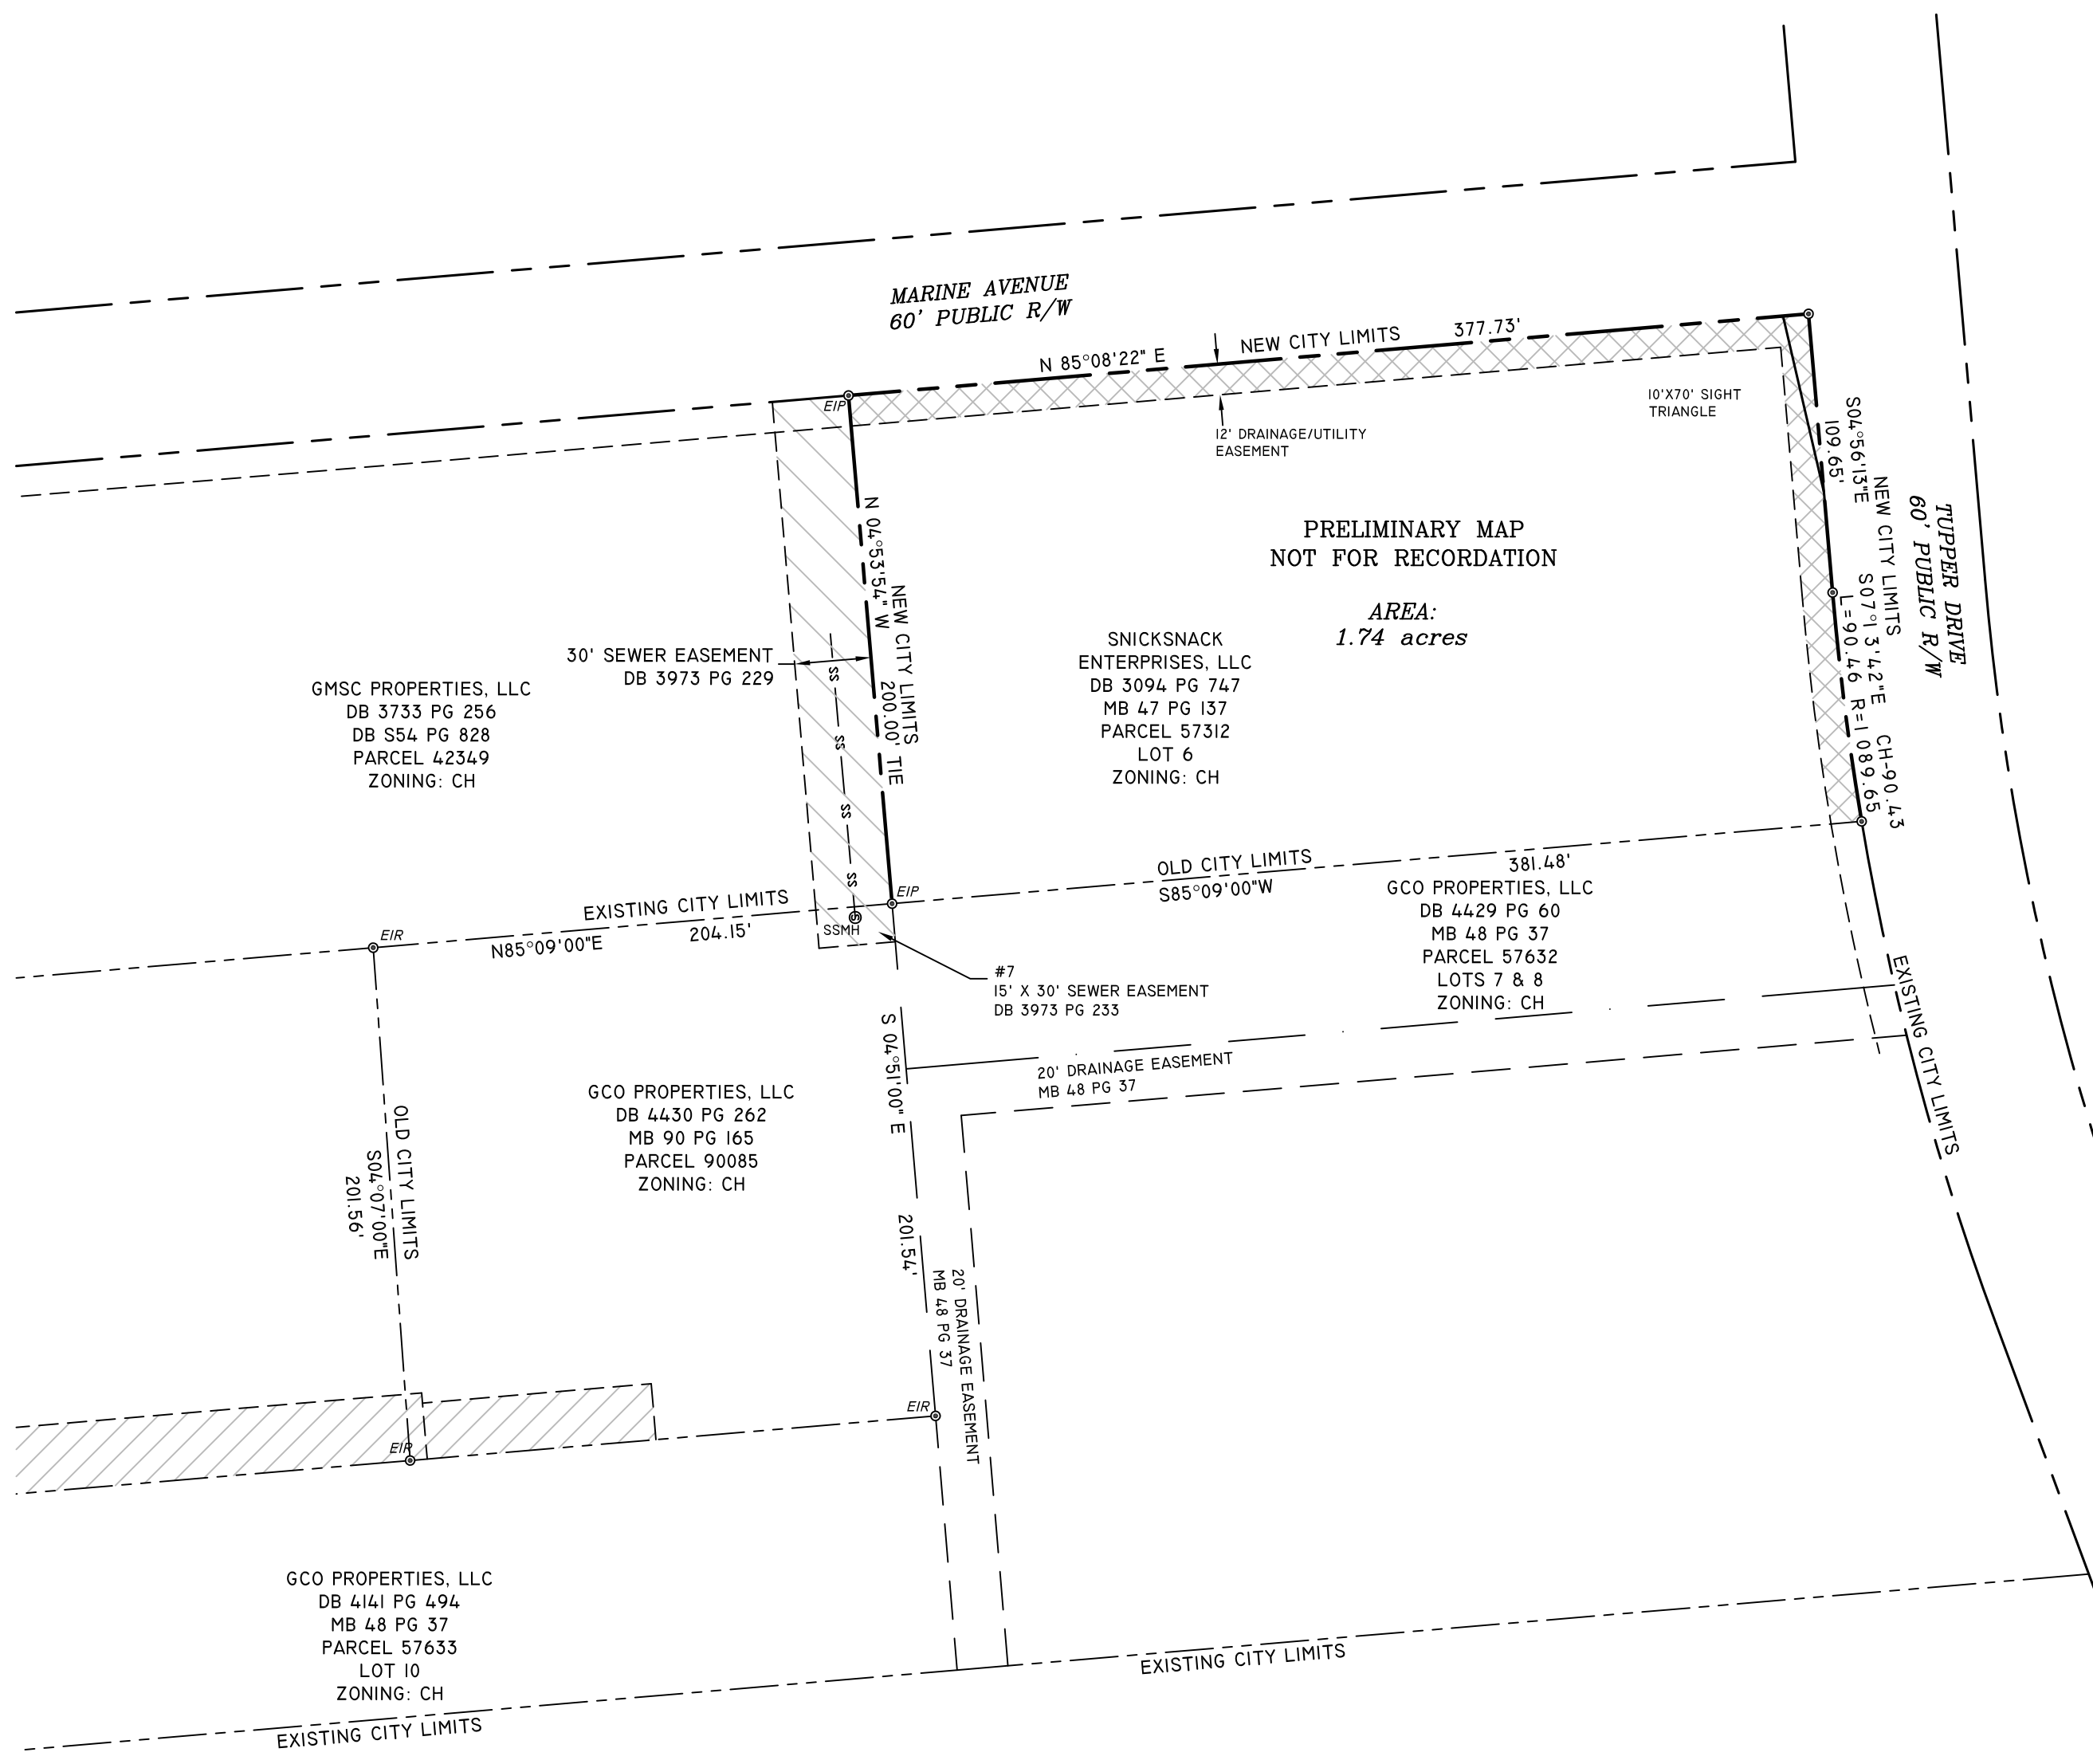 MARINE AVENUE
60' PUBLIC R/W
N 85°08'22" E
NEW CITY LIMITS
377.73'
EIP
12' DRAINAGE/UTILITY
EASEMENT
10'X70' SIGHT
TRIANGLE
S04°56'13"E
109.65'
NEW CITY LIMITS
TUPPER DRIVE
60' PUBLIC R/W
S07°13'42"E CH-90.43
L=90.46 R=1089.65
N 04°53'54" W
NEW CITY LIMITS
200.00' TIE
PRELIMINARY MAP
NOT FOR RECORDATION
AREA:
1.74 acres
30' SEWER EASEMENT
DB 3973 PG 229
SS
SS
SS
SS
GMSC PROPERTIES, LLC
DB 3733 PG 256
DB S54 PG 828
PARCEL 42349
ZONING: CH
SNICKSNACK
ENTERPRISES, LLC
DB 3094 PG 747
MB 47 PG 137
PARCEL 57312
LOT 6
ZONING: CH
OLD CITY LIMITS
S85°09'00"W
381.48'
EIP
EXISTING CITY LIMITS
N85°09'00"E
204.15'
EIR
S
SSMH
#7
15' X 30' SEWER EASEMENT
DB 3973 PG 233
GCO PROPERTIES, LLC
DB 4429 PG 60
MB 48 PG 37
PARCEL 57632
LOTS 7 & 8
ZONING: CH
EXISTING CITY LIMITS
20' DRAINAGE EASEMENT
MB 48 PG 37
S 04°51'00" E
201.54'
GCO PROPERTIES, LLC
DB 4430 PG 262
MB 90 PG 165
PARCEL 90085
ZONING: CH
OLD CITY LIMITS
S04°07'00"E
201.56'
20' DRAINAGE EASEMENT
MB 48 PG 37
EIR
EIR
GCO PROPERTIES, LLC
DB 4141 PG 494
MB 48 PG 37
PARCEL 57633
LOT 10
ZONING: CH
EXISTING CITY LIMITS
EXISTING CITY LIMITS